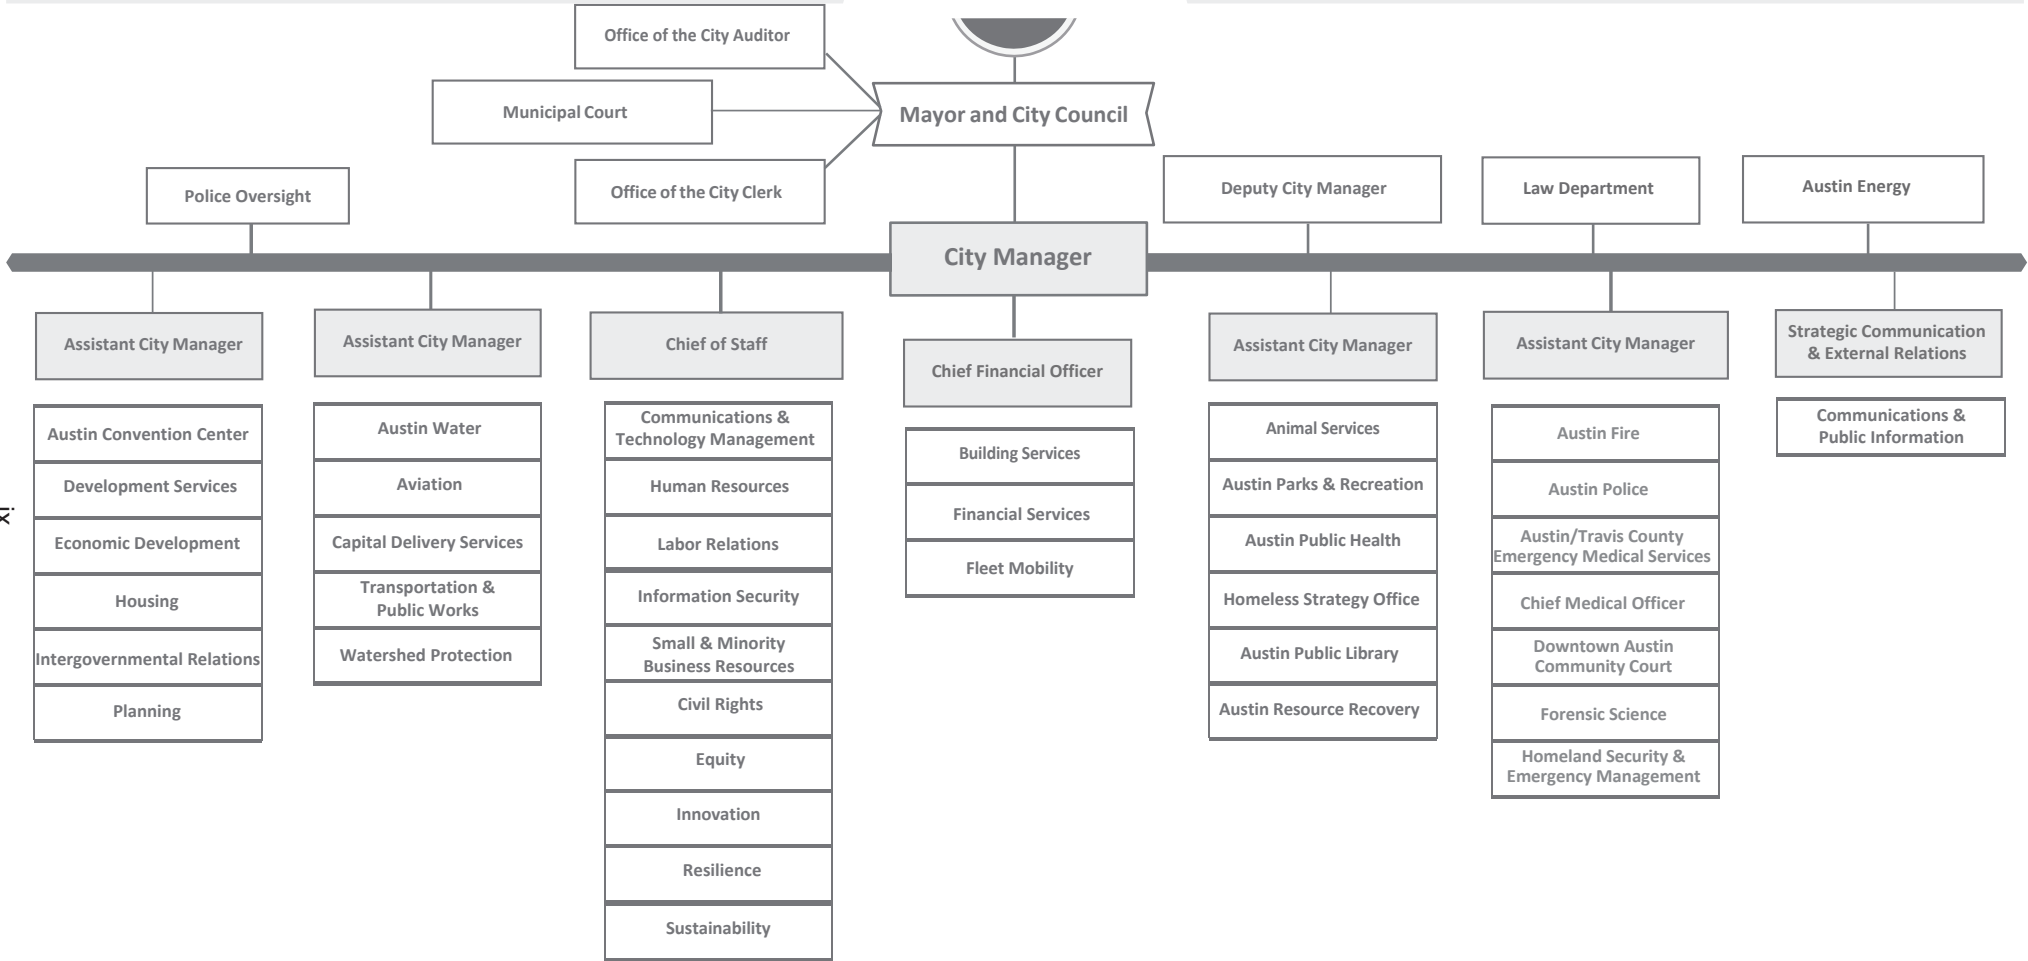 Office of the City Auditor
Municipal Court
Mayor and City Council
Office of the City Clerk
Police Oversight
Deputy City Manager
Law Department
Austin Energy
City Manager
Assistant City Manager
Austin Convention Center
Development Services
Economic Development
Housing
Intergovernmental Relations
Planning
Assistant City Manager
Austin Water
Aviation
Capital Delivery Services
Transportation &
Public Works
Watershed Protection
Chief of Staff
Communications &
Technology Management
Human Resources
Labor Relations
Information Security
Small & Minority
Business Resources
Civil Rights
Equity
Innovation
Resilience
Sustainability
Chief Financial Officer
Building Services
Financial Services
Fleet Mobility
Assistant City Manager
Animal Services
Austin Parks & Recreation
Austin Public Health
Homeless Strategy Office
Austin Public Library
Austin Resource Recovery
Assistant City Manager
Austin Fire
Austin Police
Austin/Travis County
Emergency Medical Services
Chief Medical Officer
Downtown Austin
Community Court
Forensic Science
Homeland Security &
Emergency Management
Strategic Communication
& External Relations
Communications &
Public Information
ix